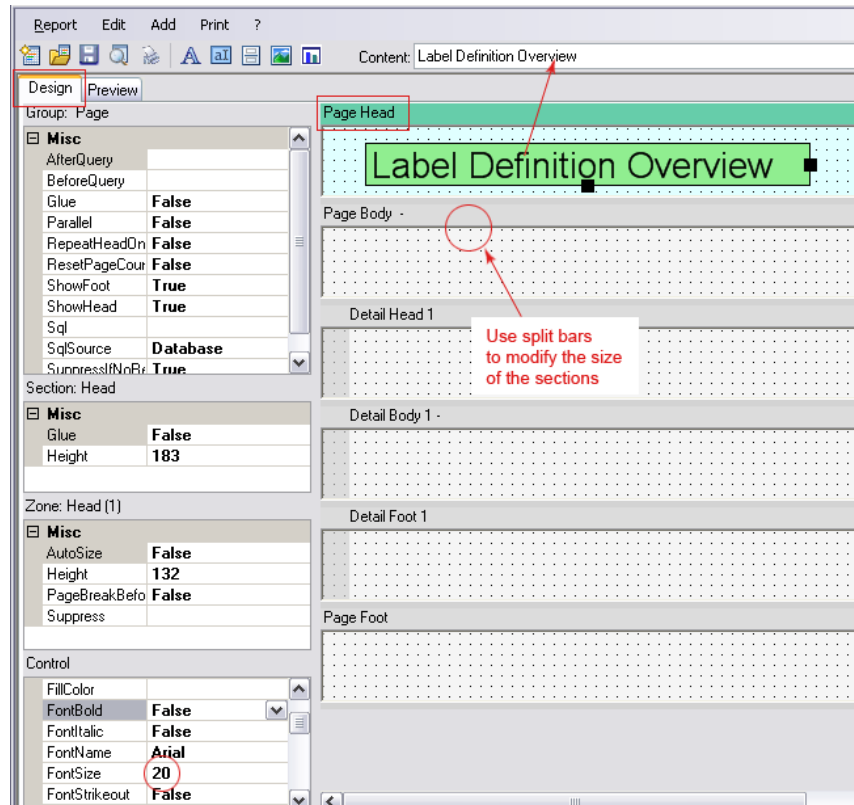 Report Edit Add Print ?
A aI Content: Label Definition Overview
Design Preview
Group: Page
Misc
AfterQuery
BeforeQuery
Glue False
Parallel False
RepeatHeadOn False
ResetPageCour False
ShowFoot True
ShowHead True
Sql
SqlSource Database
SuppressIfNoRe True
Section: Head
Misc
Glue False
Height 183
Zone: Head (1)
Misc
AutoSize False
Height 132
PageBreakBefo False
Suppress
Control
FillColor
FontBold False
FontItalic False
FontName Arial
FontSize 20
FontStrikeout False
Page Head
Label Definition Overview
Page Body -
Detail Head 1
Use split bars
to modify the size
of the sections
Detail Body 1 -
Detail Foot 1
Page Foot